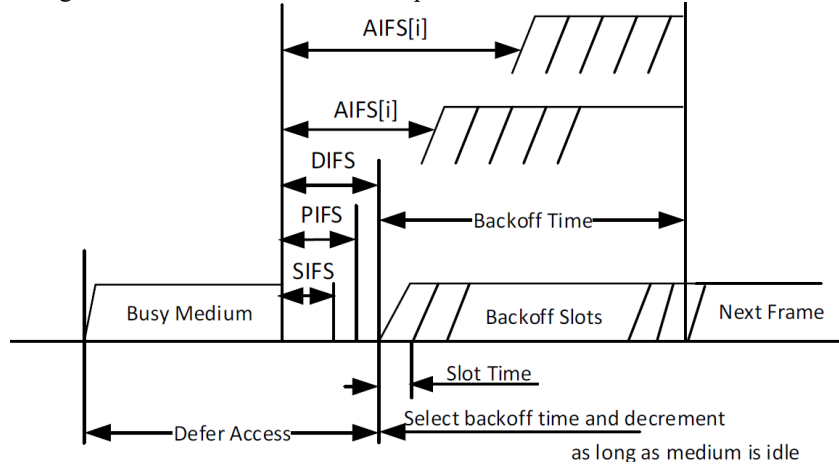 AIFS[i]
AIFS[i]
DIFS
PIFS
Backoff Time
SIFS
Busy Medium
Backoff Slots
Next Frame
Slot Time
Defer Access
Select backoff time and decrement
as long as medium is idle